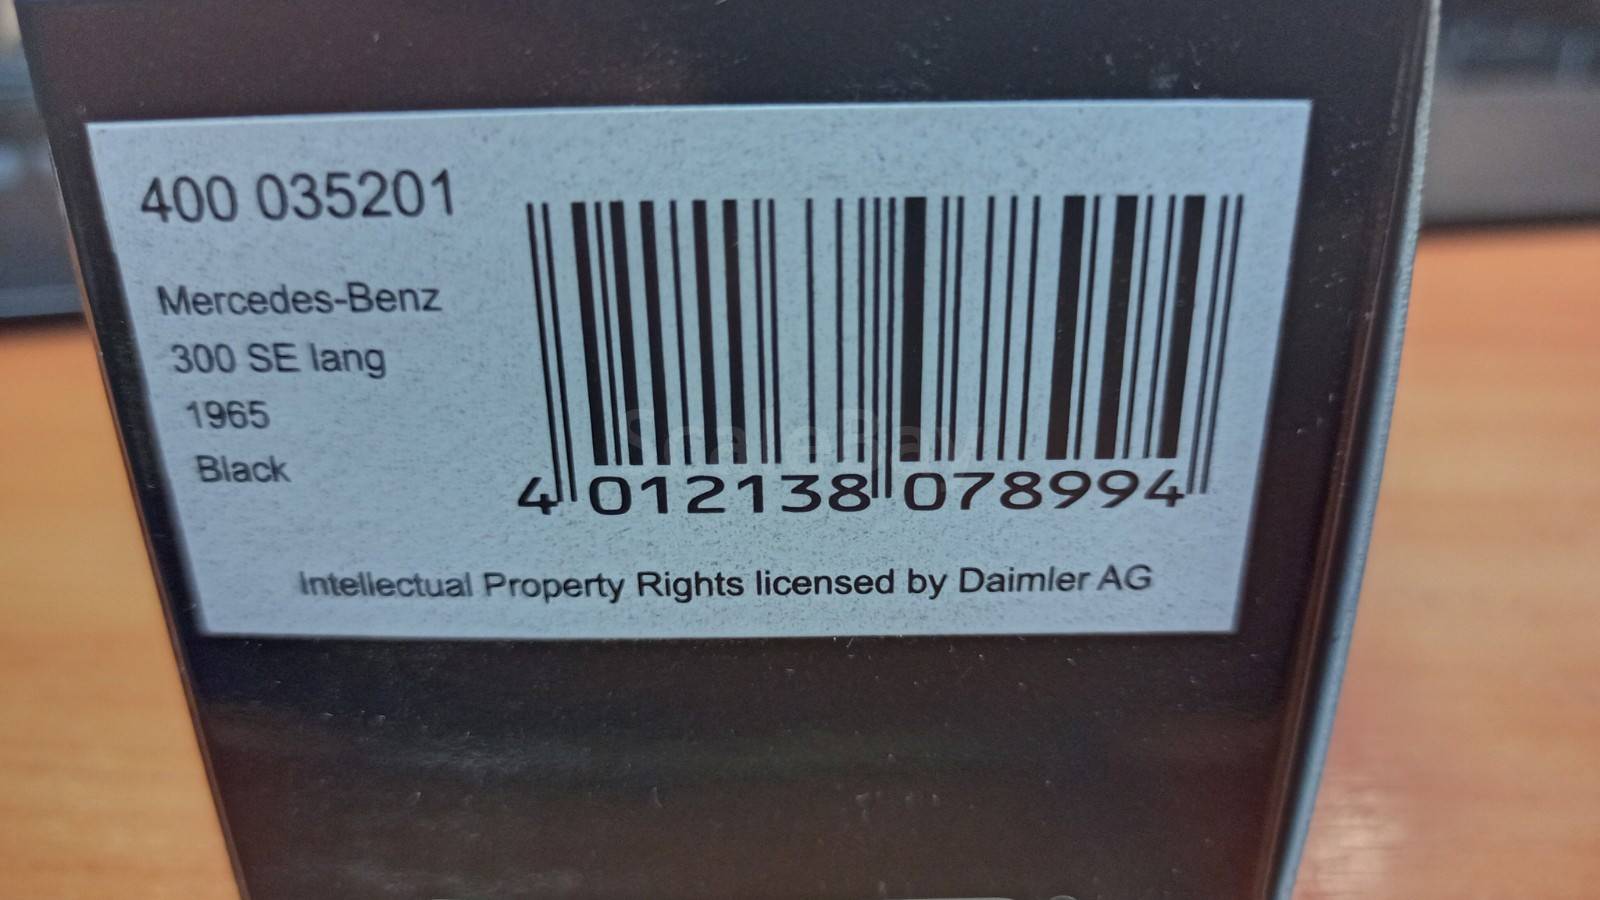 400 035201
Mercedes-Benz
300 SE lang
1965
Black
4 012138 078994
ScaleBay
Intellectual Property Rights licensed by Daimler AG